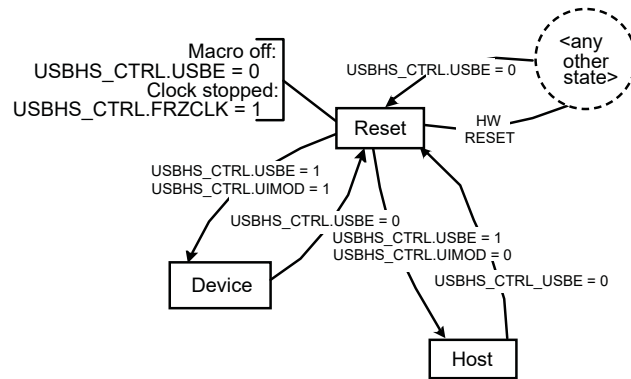 Macro off:
USBHS_CTRL.USBE = 0
Clock stopped:
USBHS_CTRL.FRZCLK = 1
<any
other
state>
USBHS_CTRL.USBE = 0
Reset
HW
RESET
USBHS_CTRL.USBE = 1
USBHS_CTRL.UIMOD = 1
USBHS_CTRL.USBE = 0
USBHS_CTRL.USBE = 1
USBHS_CTRL.UIMOD = 0
USBHS_CTRL_USBE = 0
Device
Host